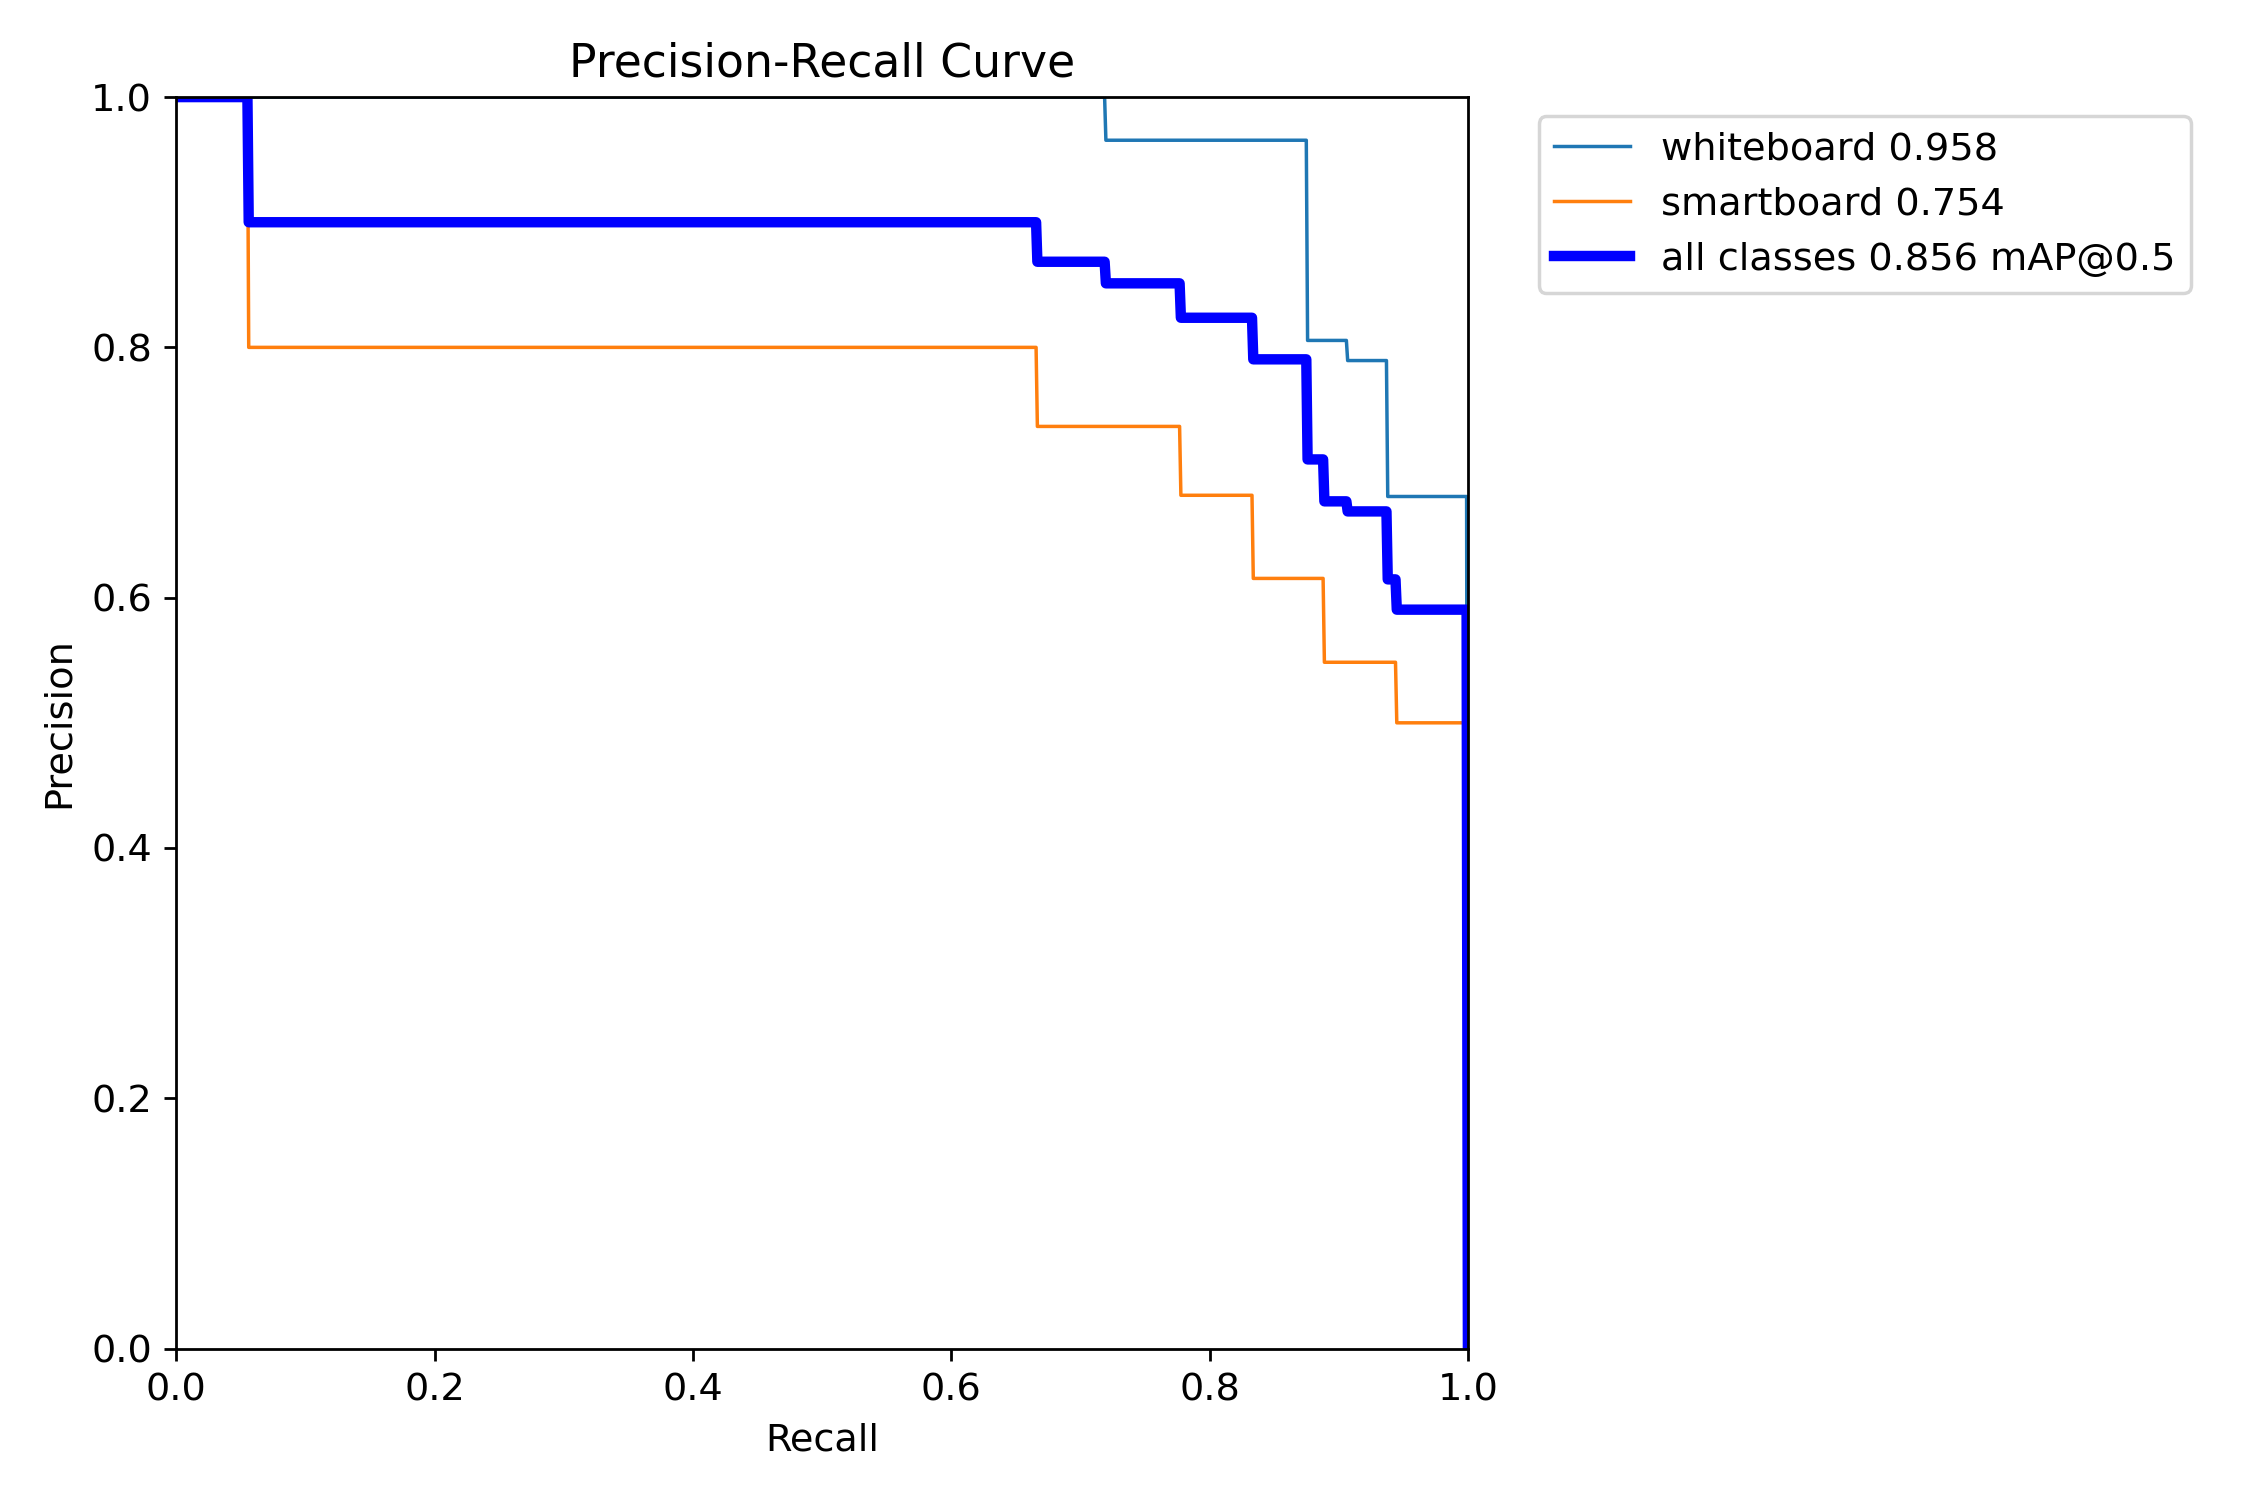 Precision-Recall Curve
whiteboard 0.958
smartboard 0.754
all classes 0.856 mAP@0.5
1.0
0.8
0.6
0.4
0.2
0.0
Precision
0.0 0.2 0.4 0.6 0.8 1.0
Recall